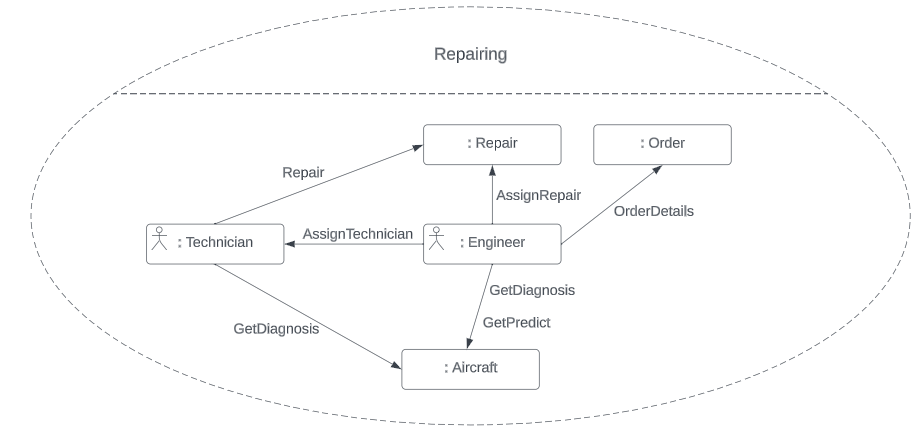 Repairing
: Repair
: Order
Repair
AssignRepair
OrderDetails
: Technician
AssignTechnician
: Engineer
GetDiagnosis
GetPredict
GetDiagnosis
: Aircraft